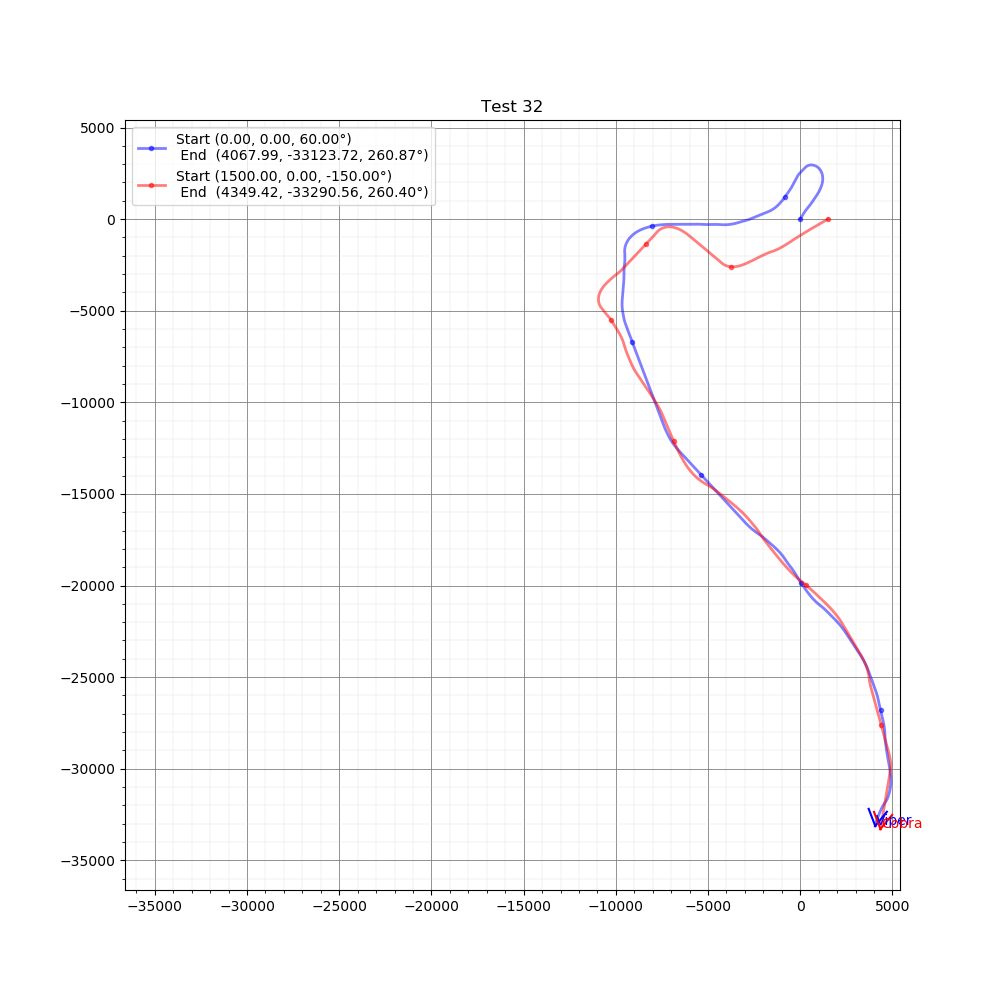 Test 32
Start (0.00, 0.00, 60.00°)
End  (4067.99, -33123.72, 260.87°)
Start (1500.00, 0.00, -150.00°)
End  (4349.42, -33290.56, 260.40°)
5000
0
−5000
−10000
−15000
−20000
−25000
−30000
−35000
−35000 −30000 −25000 −20000 −15000 −10000 −5000 0 5000